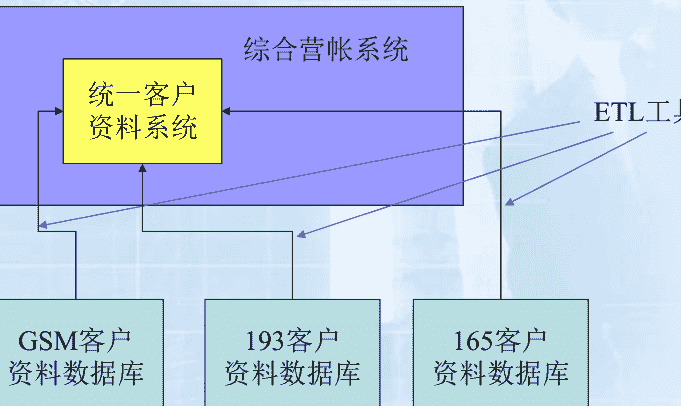 综合营帐系统
统一客户
资料系统
ETL工具
GSM客户
资料数据库
193客户
资料数据库
165客户
资料数据库